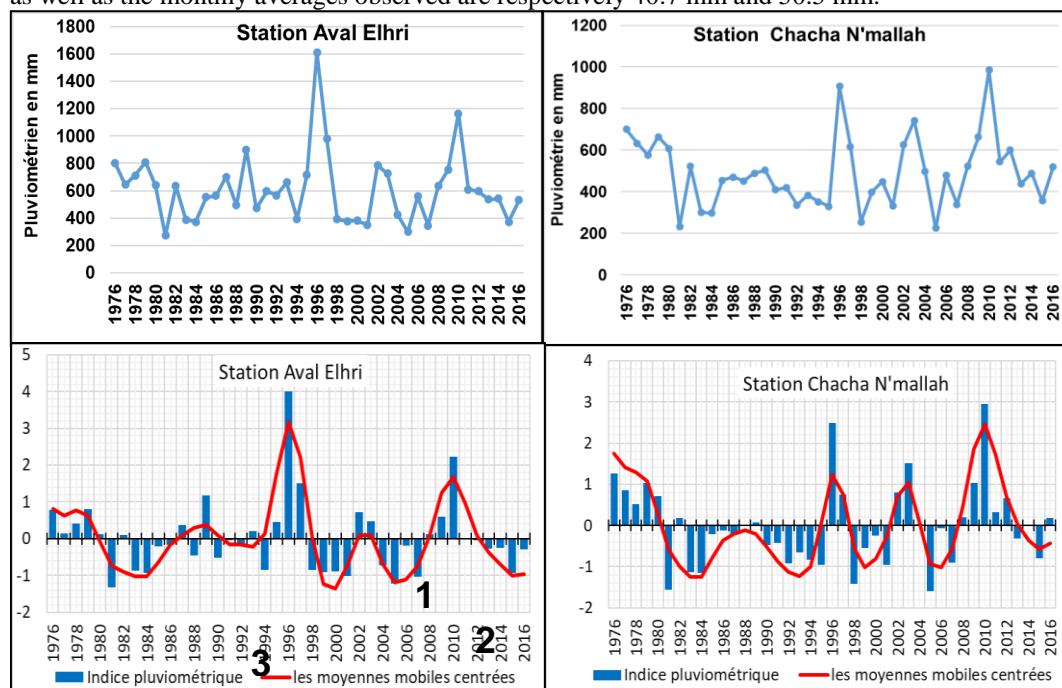 as well as the monthly averages observed are respectively 40.7 mm and 30.3 mm.
Station Aval Elhri
Pluviométrien en mm
1800
1600
1400
1200
1000
800
600
400
200
0
1976 1978 1980 1982 1984 1986 1988 1990 1992 1994 1996 1998 2000 2002 2004 2006 2008 2010 2012 2014 2016
Station Chacha N'mallah
Pluviométrie en mm
1200
1000
800
600
400
200
0
1976 1978 1980 1982 1984 1986 1988 1990 1992 1994 1996 1998 2000 2002 2004 2006 2008 2010 2012 2014 2016
Station Aval Elhri
5
4
3
2
1
0
-1
-2
1976 1978 1980 1982 1984 1986 1988 1990 1992 1994 1996 1998 2000 2002 2004 2006 2008 2010 2012 2014 2016
1
2
3
Indice pluviométrique les moyennes mobiles centrées
Station Chacha N'mallah
4
3
2
1
0
-1
-2
1976 1978 1980 1982 1984 1986 1988 1990 1992 1994 1996 1998 2000 2002 2004 2006 2008 2010 2012 2014 2016
Indice pluviométrique les moyennes mobiles centrées